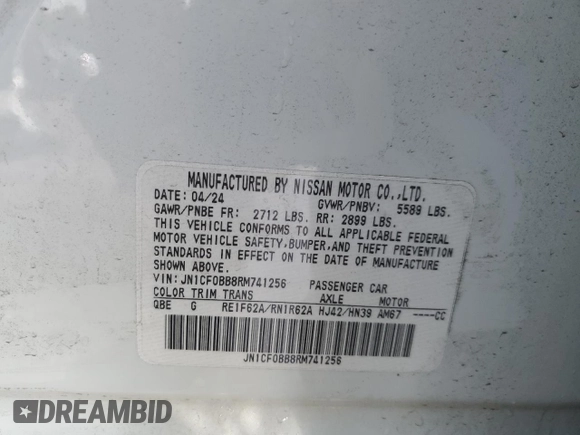 MANUFACTURED BY NISSAN MOTOR CO.,LTD.
DATE: 04/24 GVWR/PNBV: 5589 LBS.
GAWR/PNBE FR: 2712 LBS. RR: 2899 LBS.
THIS VEHICLE CONFORMS TO ALL APPLICABLE FEDERAL
MOTOR VEHICLE SAFETY,BUMPER,AND THEFT PREVENTION
STANDARDS IN EFFECT ON THE DATE OF MANUFACTURE
SHOWN ABOVE.
VIN: JN1CF0BB8RM741256 PASSENGER CAR
COLOR TRIM TRANS AXLE MOTOR
QBE G RE1F62A/RN1R62A HJ42/HN39 AM67 ----CC
JN1CF0BB8RM741256
DREAMBID